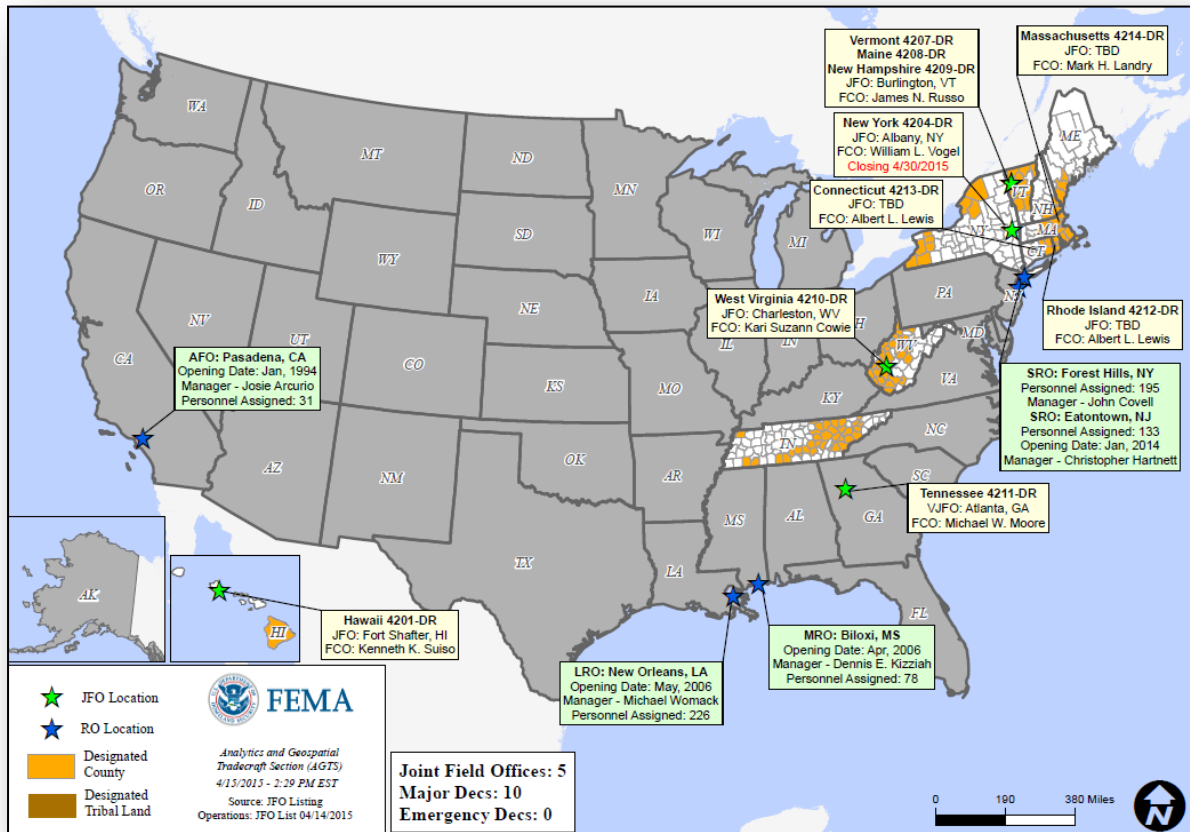 Vermont 4207-DR
Maine 4208-DR
New Hampshire 4209-DR
JFO: Burlington, VT
FCO: James N. Russo
Massachusetts 4214-DR
JFO: TBD
FCO: Mark H. Landry
New York 4204-DR
JFO: Albany, NY
FCO: William L. Vogel
Closing 4/30/2015
Connecticut 4213-DR
JFO: TBD
FCO: Albert L. Lewis
West Virginia 4210-DR
JFO: Charleston, WV
FCO: Kari Suzann Cowie
Rhode Island 4212-DR
JFO: TBD
FCO: Albert L. Lewis
AFO: Pasadena, CA
Opening Date: Jan, 1994
Manager - Josie Arcurio
Personnel Assigned: 31
SRO: Forest Hills, NY
Personnel Assigned: 195
Manager - John Covell
SRO: Eatontown, NJ
Personnel Assigned: 133
Opening Date: Jan, 2014
Manager - Christopher Hartnett
Tennessee 4211-DR
VJFO: Atlanta, GA
FCO: Michael W. Moore
Hawaii 4201-DR
JFO: Fort Shafter, HI
FCO: Kenneth K. Suiso
MRO: Biloxi, MS
Opening Date: Apr, 2006
Manager - Dennis E. Kizziah
Personnel Assigned: 78
LRO: New Orleans, LA
Opening Date: May, 2006
Manager - Michael Womack
Personnel Assigned: 226
WA
MT
ND
MN
ME
OR
ID
SD
WI
MI
VT
NH
NY
MA
CT
WY
IA
NE
PA
NJ
NV
UT
CO
IL
IN
H
WV
MD
VA
CA
KS
MO
KY
NC
TN
AZ
NM
OK
AR
SC
MS
AL
GA
TX
LA
FL
AK
HI
JFO Location
RO Location
Designated
County
Designated
Tribal Land
FEMA
Analytics and Geospatial
Tradecraft Section (AGTS)
4/15/2015 - 2:29 PM EST
Source: JFO Listing
Operations: JFO List 04/14/2015
Joint Field Offices: 5
Major Decs: 10
Emergency Decs: 0
0 190 380 Miles
N